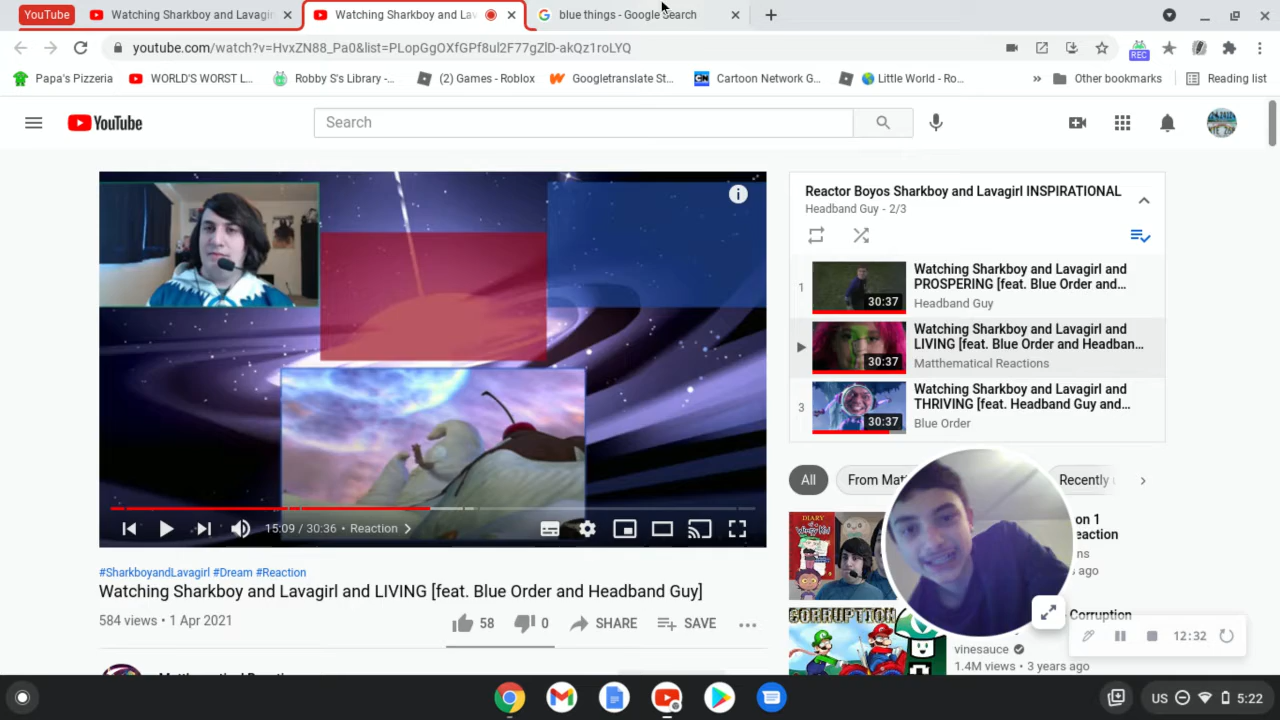 YouTube
Watching Sharkboy and Lavagir
Watching Sharkboy and Lav
blue things - Google Search
youtube.com/watch?v=HvxZN88_Pa0&list=PLopGgOXfGPf8ul2F77gZlD-akQz1roLYQ
REC
Papa's Pizzeria
WORLD'S WORST L...
Robby S's Library -...
(2) Games - Roblox
Googletranslate St...
Cartoon Network G...
Little World - Ro...
»
Other bookmarks
Reading list
YouTube
Search
Reactor Boyos Sharkboy and Lavagirl INSPIRATIONAL
Headband Guy - 2/3
1
30:37
Watching Sharkboy and Lavagirl and
PROSPERING [feat. Blue Order and...
Headband Guy
30:37
Watching Sharkboy and Lavagirl and
LIVING [feat. Blue Order and Headban...
Matthematical Reactions
3
30:37
Watching Sharkboy and Lavagirl and
THRIVING [feat. Headband Guy and...
Blue Order
15:09 / 30:36 • Reaction
#SharkboyandLavagirl #Dream #Reaction
Watching Sharkboy and Lavagirl and LIVING [feat. Blue Order and Headband Guy]
584 views • 1 Apr 2021
58
0
SHARE
SAVE
All
From Mat
Recently
DIARY
on 1
eaction
ns
ago
CORRUPTION
Corruption
vinesauce
1.4M views • 3 years ago
12:32
US
5:22